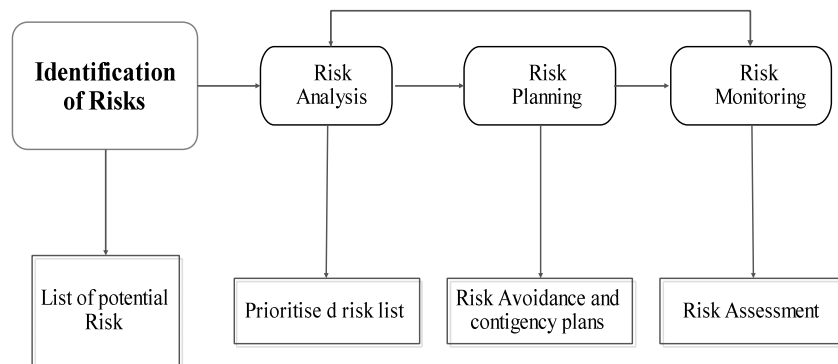 Identification
of Risks
Risk
Analysis
Risk
Planning
Risk
Monitoring
List of potential
Risk
Prioritise d risk list
Risk Avoidance and
contigency plans
Risk Assessment